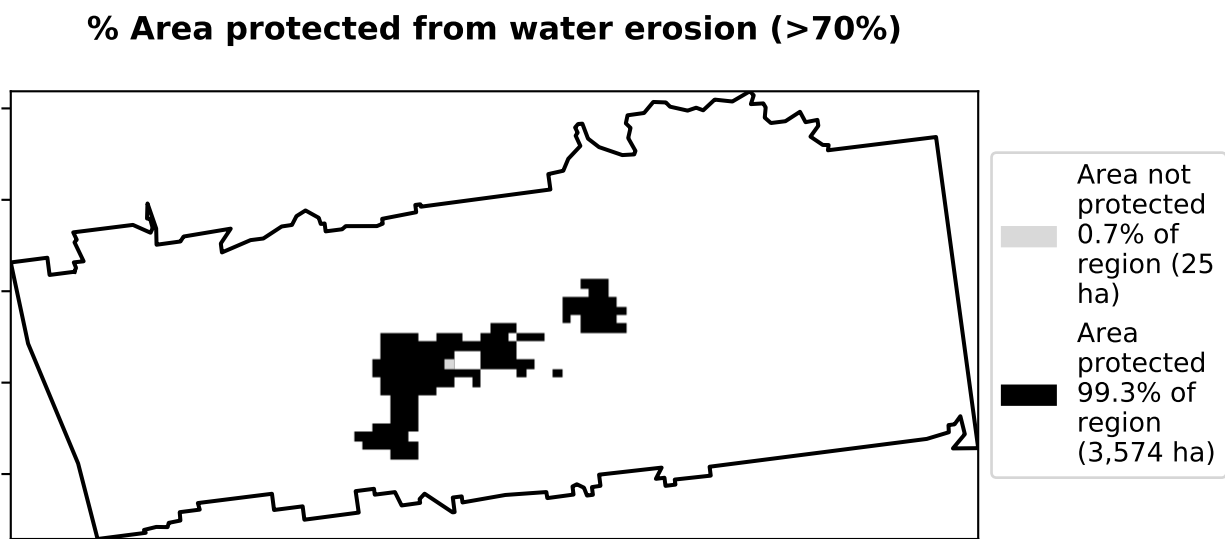 % Area protected from water erosion (>70%)
Area not
protected
0.7% of
region (25
ha)
Area
protected
99.3% of
region
(3,574 ha)